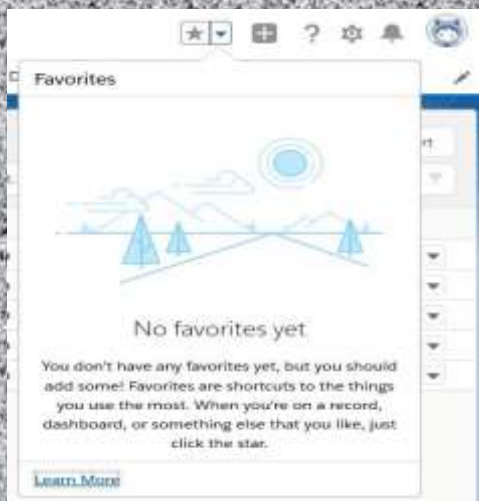 Favorites
rt
No favorites yet
You don't have any favorites yet, but you should
add some! Favorites are shortcuts to the things
you use the most. When you're on a record,
dashboard, or something else that you like, just
click the star.
Learn More